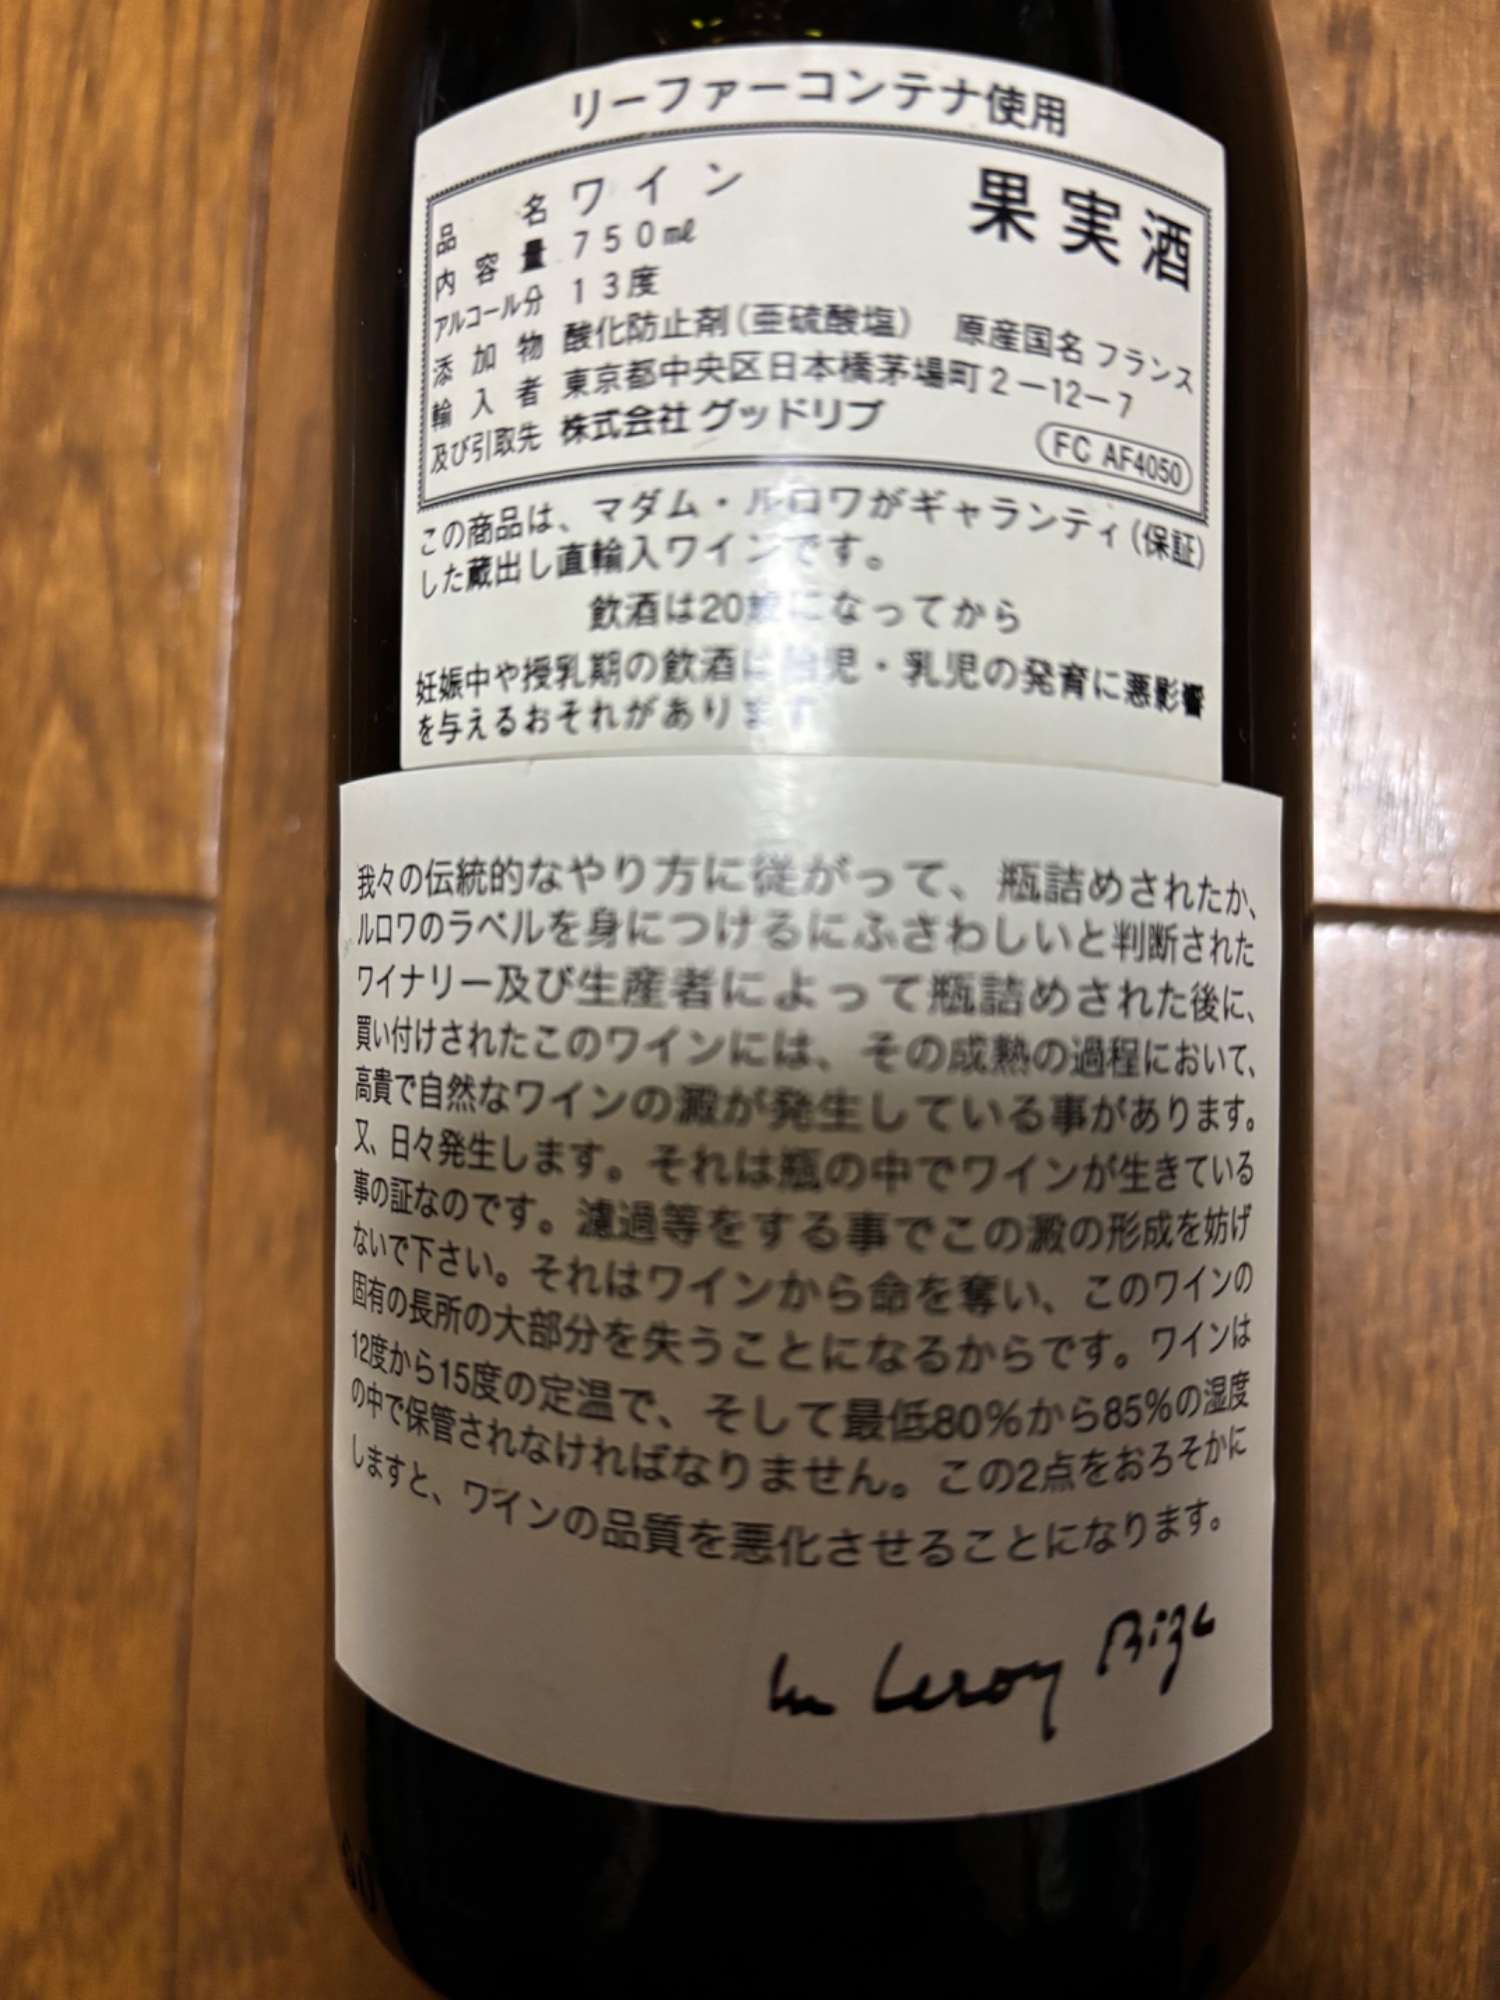 リーファーコンテナ使用
果実酒
品名 ワイン
内容量 750㎖
アルコール分 13度
添加物 酸化防止剤(亜硫酸塩) 原産国名 フランス
輸入者 東京都中央区日本橋茅場町2-12-7
及び引取先 株式会社 グッドリブ
FC AF4050
この商品は、マダム・ルロワがギャランティ(保証)
した蔵出し直輸入ワインです。
飲酒は20歳になってから
妊娠中や授乳期の飲酒は胎児・乳児の発育に悪影響
を与えるおそれがあります
我々の伝統的なやり方に従がって、瓶詰めされたか、
ルロワのラベルを身につけるにふさわしいと判断された
ワイナリー及び生産者によって瓶詰めされた後に、
買い付けされたこのワインには、その成熟の過程において、
高貴で自然なワインの澱が発生している事があります。
又、日々発生します。それは瓶の中でワインが生きている
事の証なのです。濾過等をする事でこの澱の形成を妨げ
ないで下さい。それはワインから命を奪い、このワインの
固有の長所の大部分を失うことになるからです。ワインは
12度から15度の定温で、そして最低80%から85%の湿度
の中で保管されなければなりません。この2点をおろそかに
しますと、ワインの品質を悪化させることになります。
Leroy Bize